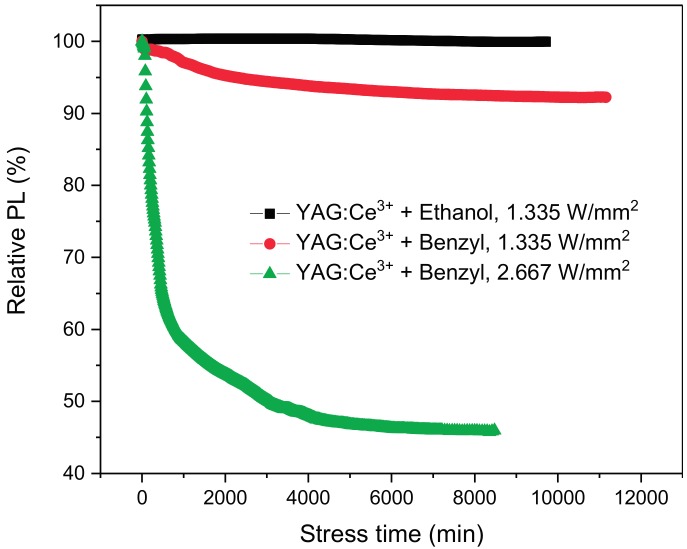 100
90
80
70
60
50
40
Relative PL (%)
YAG:Ce³⁺ + Ethanol, 1.335 W/mm²
YAG:Ce³⁺ + Benzyl, 1.335 W/mm²
YAG:Ce³⁺ + Benzyl, 2.667 W/mm²
0 2000 4000 6000 8000 10000 12000
Stress time (min)